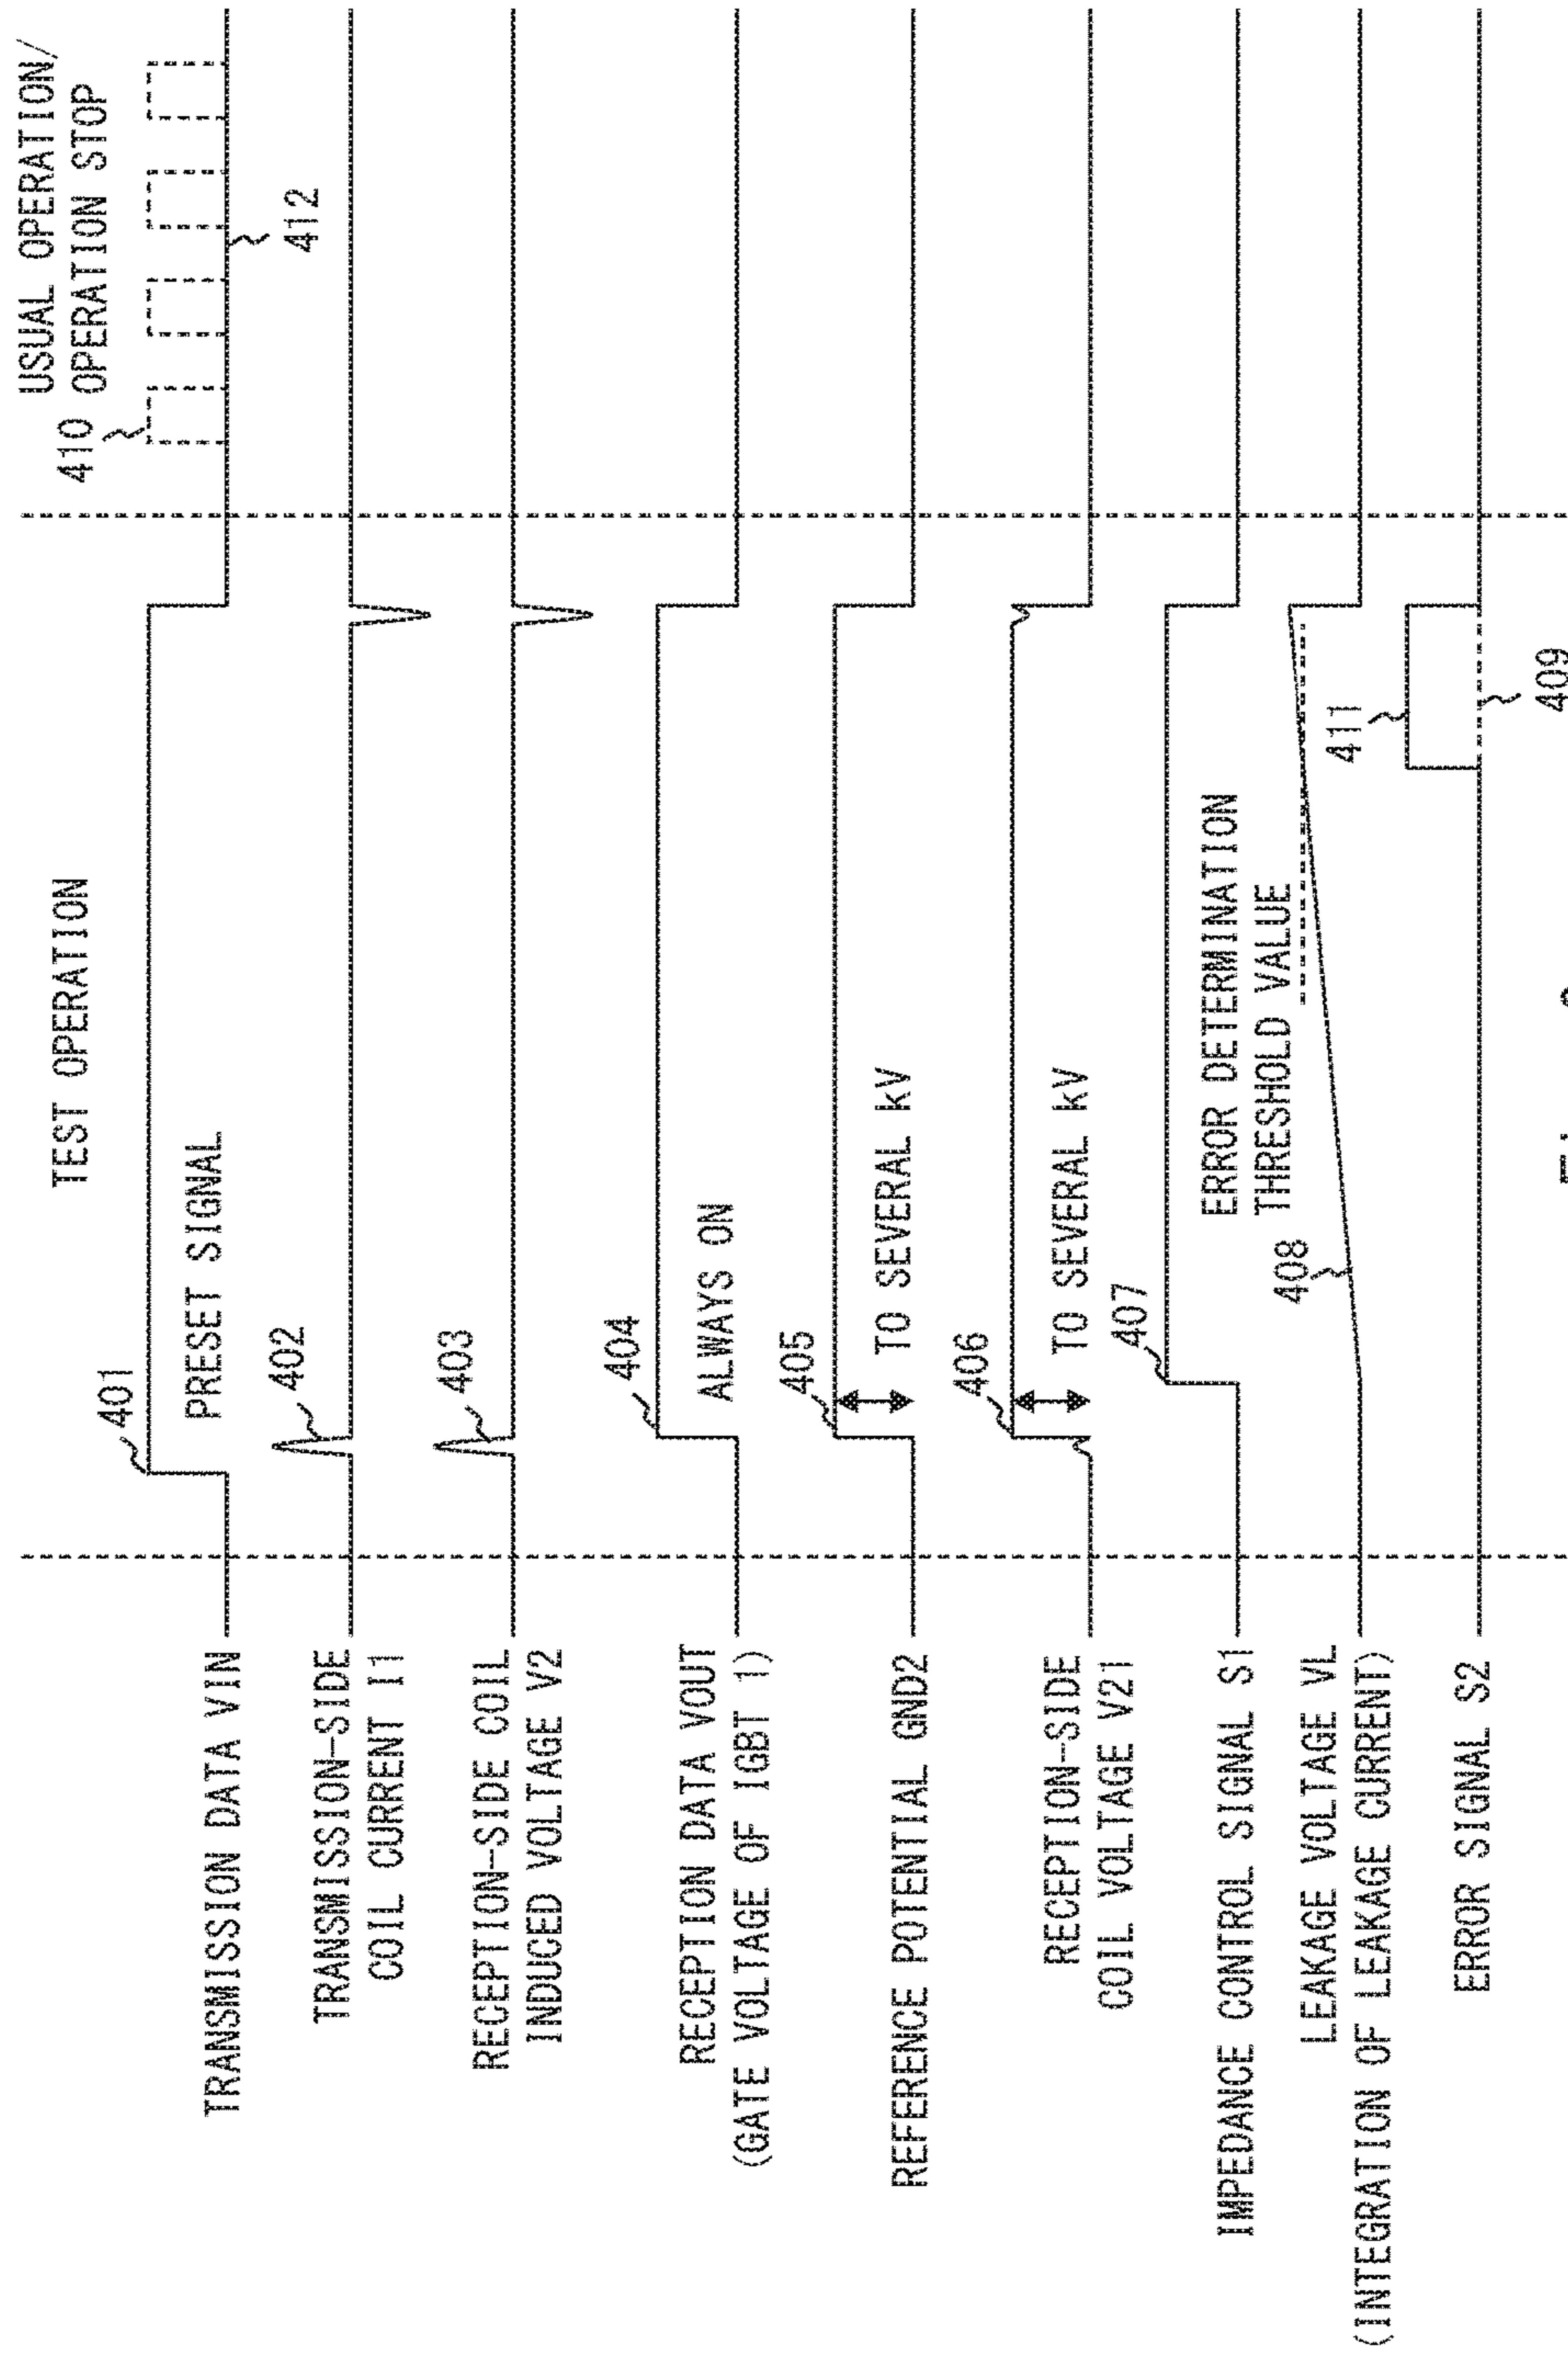 TEST OPERATION
USUAL OPERATION/
OPERATION STOP
410
401
TRANSMISSION DATA VIN
PRESET SIGNAL
412
402
TRANSMISSION-SIDE
COIL CURRENT I1
403
RECEPTION-SIDE COIL
INDUCED VOLTAGE V2
404
RECEPTION DATA VOUT
(GATE VOLTAGE OF IGBT 1)
ALWAYS ON
405
REFERENCE POTENTIAL GND2
TO SEVERAL kV
406
RECEPTION-SIDE
COIL VOLTAGE V21
TO SEVERAL kV
407
IMPEDANCE CONTROL SIGNAL S1
ERROR DETERMINATION
THRESHOLD VALUE
408
LEAKAGE VOLTAGE VL
(INTEGRATION OF LEAKAGE CURRENT)
411
ERROR SIGNAL S2
409